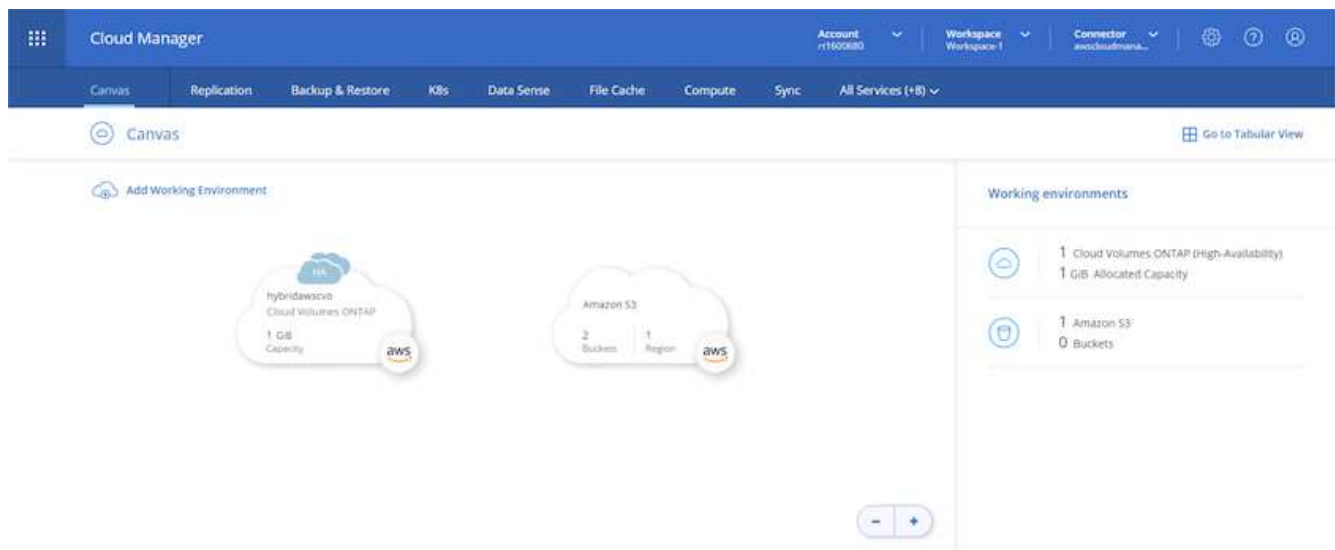 Cloud Manager
Account
Workspace
Workspace-1
Connector
awscloudmana...
Canvas
Replication
Backup & Restore
K8s
Data Sense
File Cache
Compute
Sync
All Services (+8)
Canvas
Go to Tabular View
Add Working Environment
Working environments
HA
hybridawscvo
Cloud Volumes ONTAP
1 GiB
Capacity
aws
Amazon S3
2
Buckets
1
Region
aws
1 Cloud Volumes ONTAP (High-Availability)
1 GiB Allocated Capacity
1 Amazon S3
0 Buckets